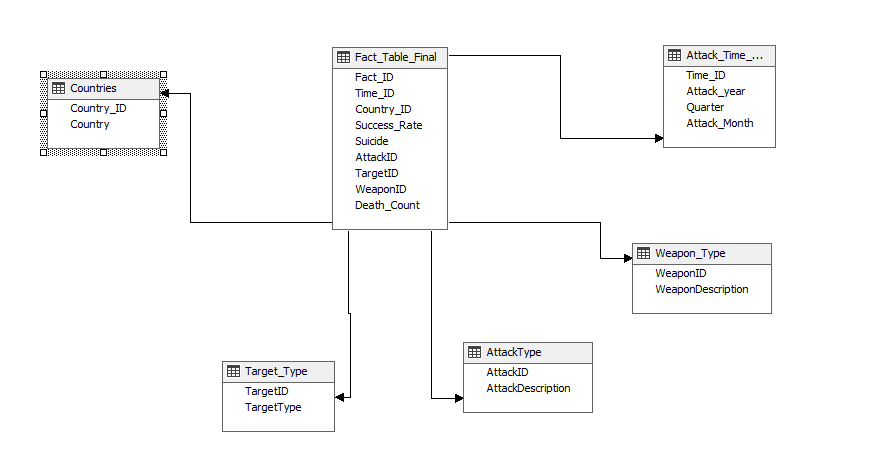 Fact_Table_Final
Fact_ID
Time_ID
Country_ID
Success_Rate
Suicide
AttackID
TargetID
WeaponID
Death_Count
Attack_Time_...
Time_ID
Attack_year
Quarter
Attack_Month
Countries
Country_ID
Country
Weapon_Type
WeaponID
WeaponDescription
Target_Type
TargetID
TargetType
AttackType
AttackID
AttackDescription